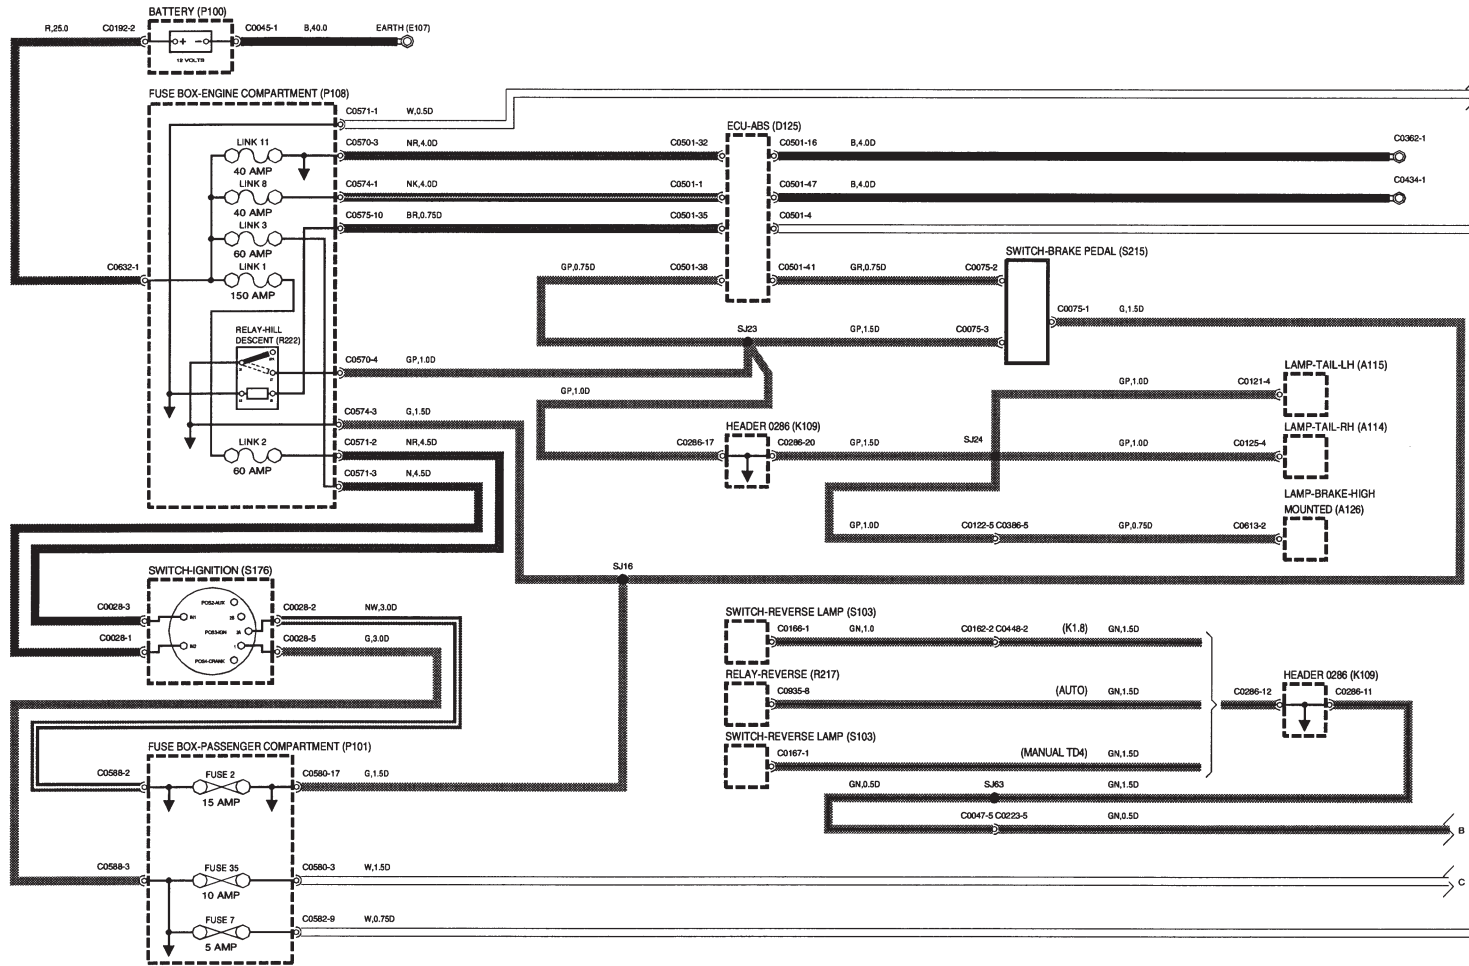 BATTERY (P100)
R,25.0
C0192-2
C0045-1
B,40.0
EARTH (E107)
+ −
12 VOLTS
FUSE BOX-ENGINE COMPARTMENT (P108)
C0571-1
W,0.5D
LINK 11
40 AMP
C0570-3
NR,4.0D
C0501-32
ECU-ABS (D125)
C0501-16
B,4.0D
C0362-1
LINK 8
40 AMP
C0574-1
NK,4.0D
C0501-1
C0501-47
B,4.0D
C0434-1
C0575-10
BR,0.75D
C0501-35
C0501-4
LINK 3
60 AMP
C0632-1
LINK 1
150 AMP
GP,0.75D
C0501-38
C0501-41
GR,0.75D
C0075-2
SWITCH-BRAKE PEDAL (S215)
C0075-1
G,1.5D
RELAY-HILL
DESCENT (R222)
SJ23
GP,1.5D
C0075-3
C0570-4
GP,1.0D
LAMP-TAIL-LH (A115)
GP,1.0D
C0121-4
GP,1.0D
C0574-3
G,1.5D
HEADER 0286 (K109)
LAMP-TAIL-RH (A114)
LINK 2
60 AMP
C0571-2
NR,4.5D
C0286-17
C0286-20
GP,1.5D
SJ24
GP,1.0D
C0125-4
C0571-3
N,4.5D
LAMP-BRAKE-HIGH
MOUNTED (A126)
GP,1.0D
C0122-5 C0386-5
GP,0.75D
C0613-2
SJ16
SWITCH-IGNITION (S176)
POS2-AUX
2B
C0028-3
IN1
C0028-2
NW,3.0D
POS3-IGN
2A
C0028-1
IN2
1
C0028-5
G,3.0D
POS4-CRANK
SWITCH-REVERSE LAMP (S103)
C0166-1
GN,1.0
C0162-2 C0448-2
(K1.8)
GN,1.5D
RELAY-REVERSE (R217)
C0935-8
(AUTO)
GN,1.5D
C0286-12
HEADER 0286 (K109)
C0286-11
SWITCH-REVERSE LAMP (S103)
C0167-1
(MANUAL TD4)
GN,1.5D
FUSE BOX-PASSENGER COMPARTMENT (P101)
C0588-2
FUSE 2
15 AMP
C0580-17
G,1.5D
GN,0.5D
SJ63
GN,1.5D
C0047-5 C0223-5
GN,0.5D
B
C0588-3
FUSE 35
10 AMP
C0580-3
W,1.5D
C
FUSE 7
5 AMP
C0582-9
W,0.75D